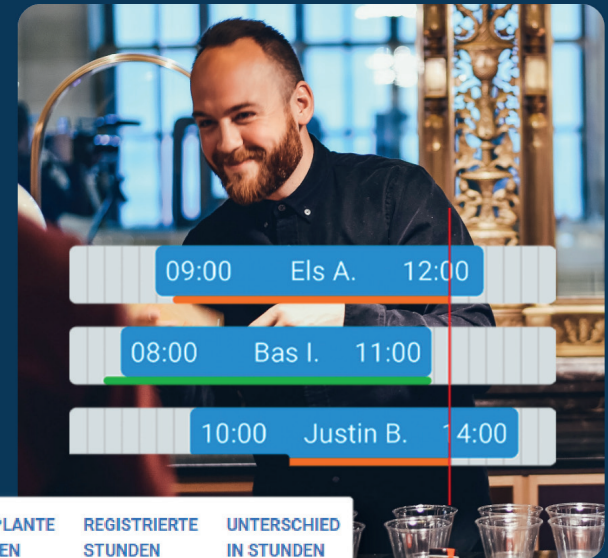 09:00 Els A. 12:00
08:00 Bas I. 11:00
10:00 Justin B. 14:00
REGISTRIERTE UNTERSCHIED
STUNDEN IN STUNDEN